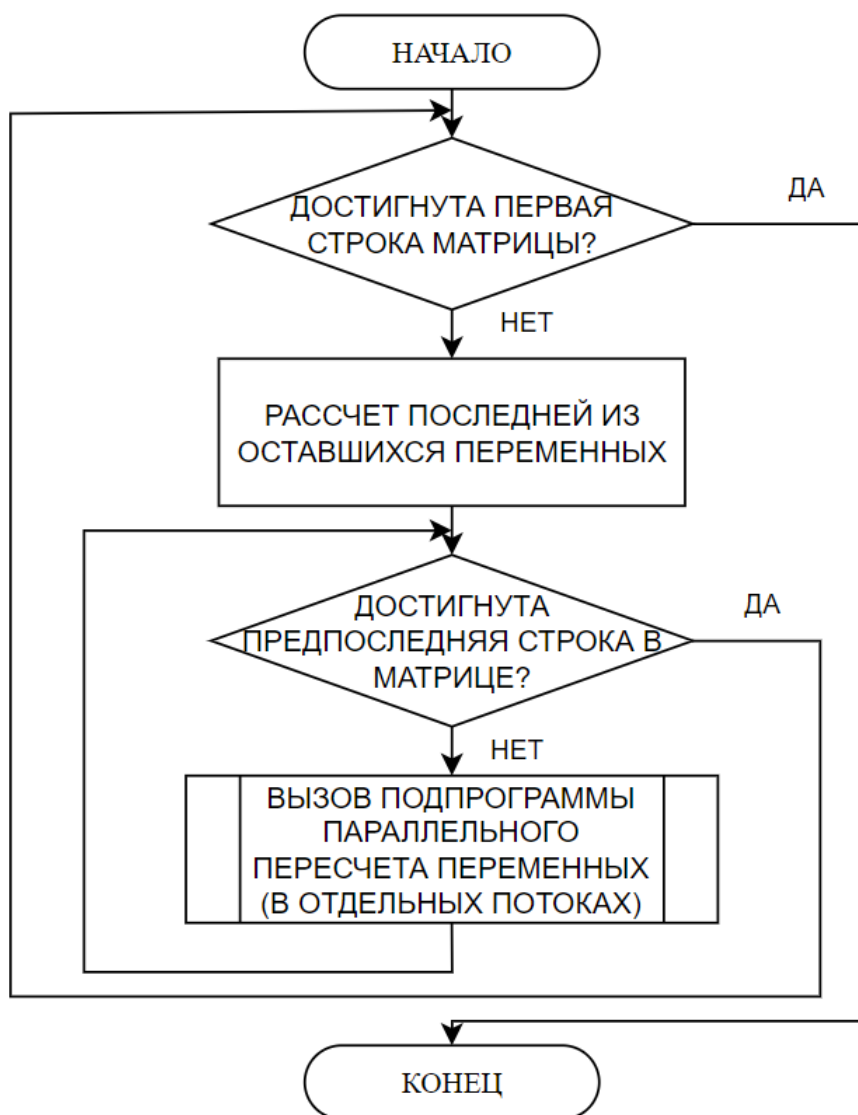 НАЧАЛО
ДОСТИГНУТА ПЕРВАЯ
СТРОКА МАТРИЦЫ?
ДА
НЕТ
РАССЧЕТ ПОСЛЕДНЕЙ ИЗ
ОСТАВШИХСЯ ПЕРЕМЕННЫХ
ДОСТИГНУТА
ПРЕДПОСЛЕДНЯЯ СТРОКА В
МАТРИЦЕ?
ДА
НЕТ
ВЫЗОВ ПОДПРОГРАММЫ
ПАРАЛЛЕЛЬНОГО
ПЕРЕСЧЕТА ПЕРЕМЕННЫХ
(В ОТДЕЛЬНЫХ ПОТОКАХ)
КОНЕЦ